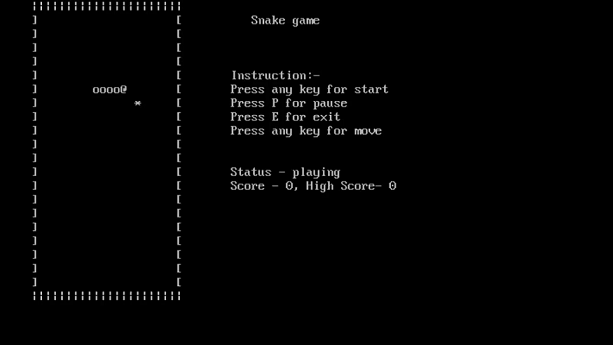 Snake game
Instruction:-
Press any key for start
oooo@
Press P for pause
*
Press E for exit
Press any key for move
Status - playing
Score - 0, High Score- 0